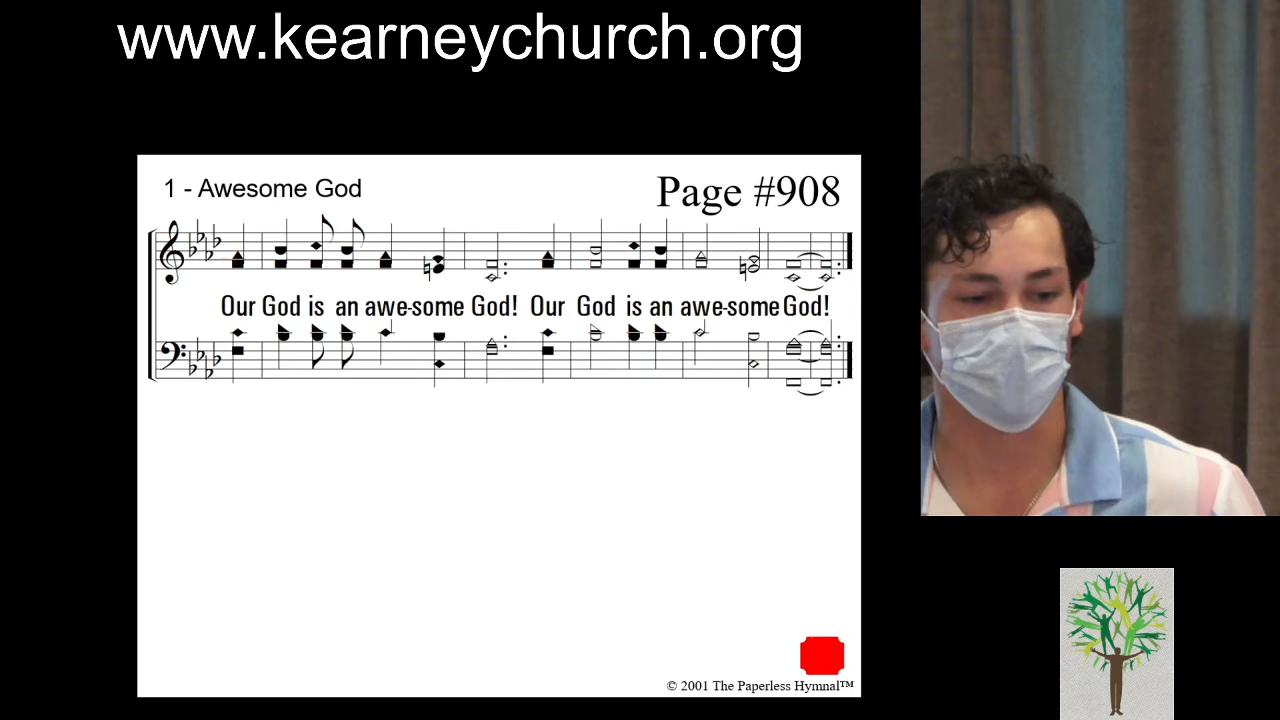 www.kearneychurch.org
1 - Awesome God
Page #908
Our God is an awe-some God! Our God is an awe-some God!
© 2001 The Paperless Hymnal™